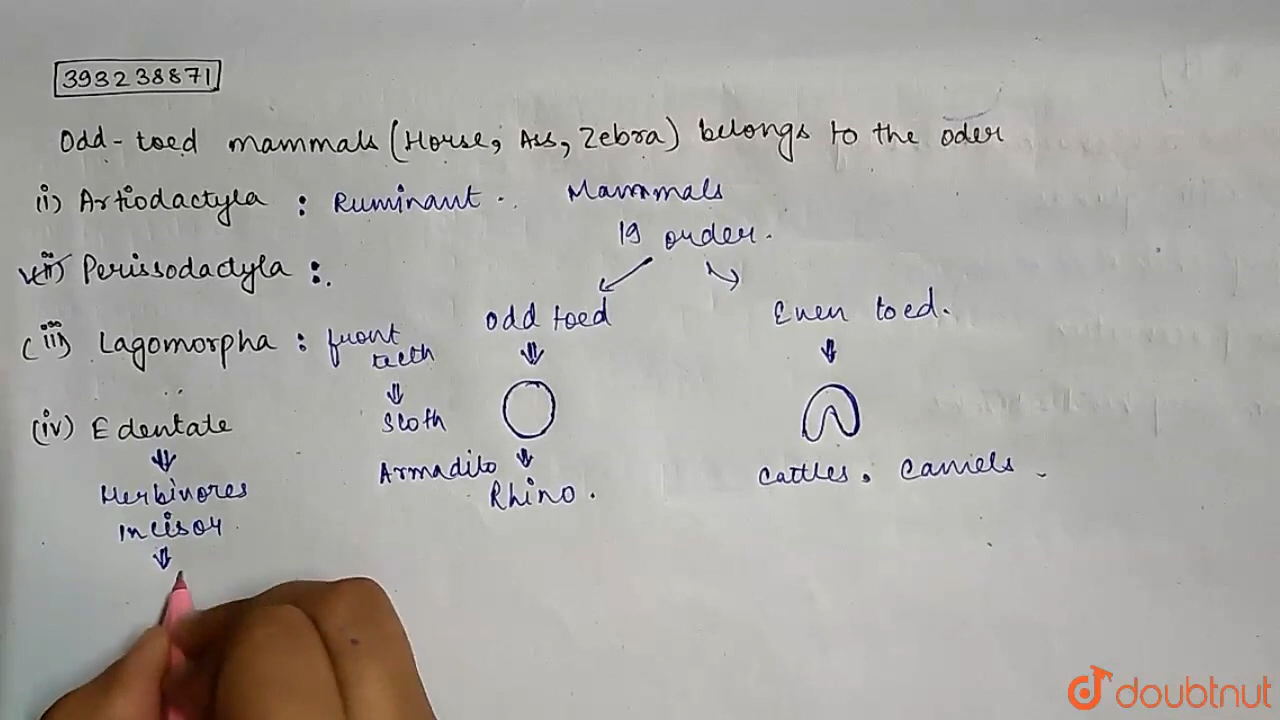 393238871
Odd-toed mammals (Horse, Ass, Zebra) belongs to the oder
(i) Artiodactyla : Ruminant.
Mammals
19 order.
(ii) Perissodactyla :
Odd toed
Even toed.
(iii) Lagomorpha : front
teeth
Sloth
Armadilo
Rhino.
Cattles, Camels
(iv) Edentate
Herbivores
Incisor
doubtnut